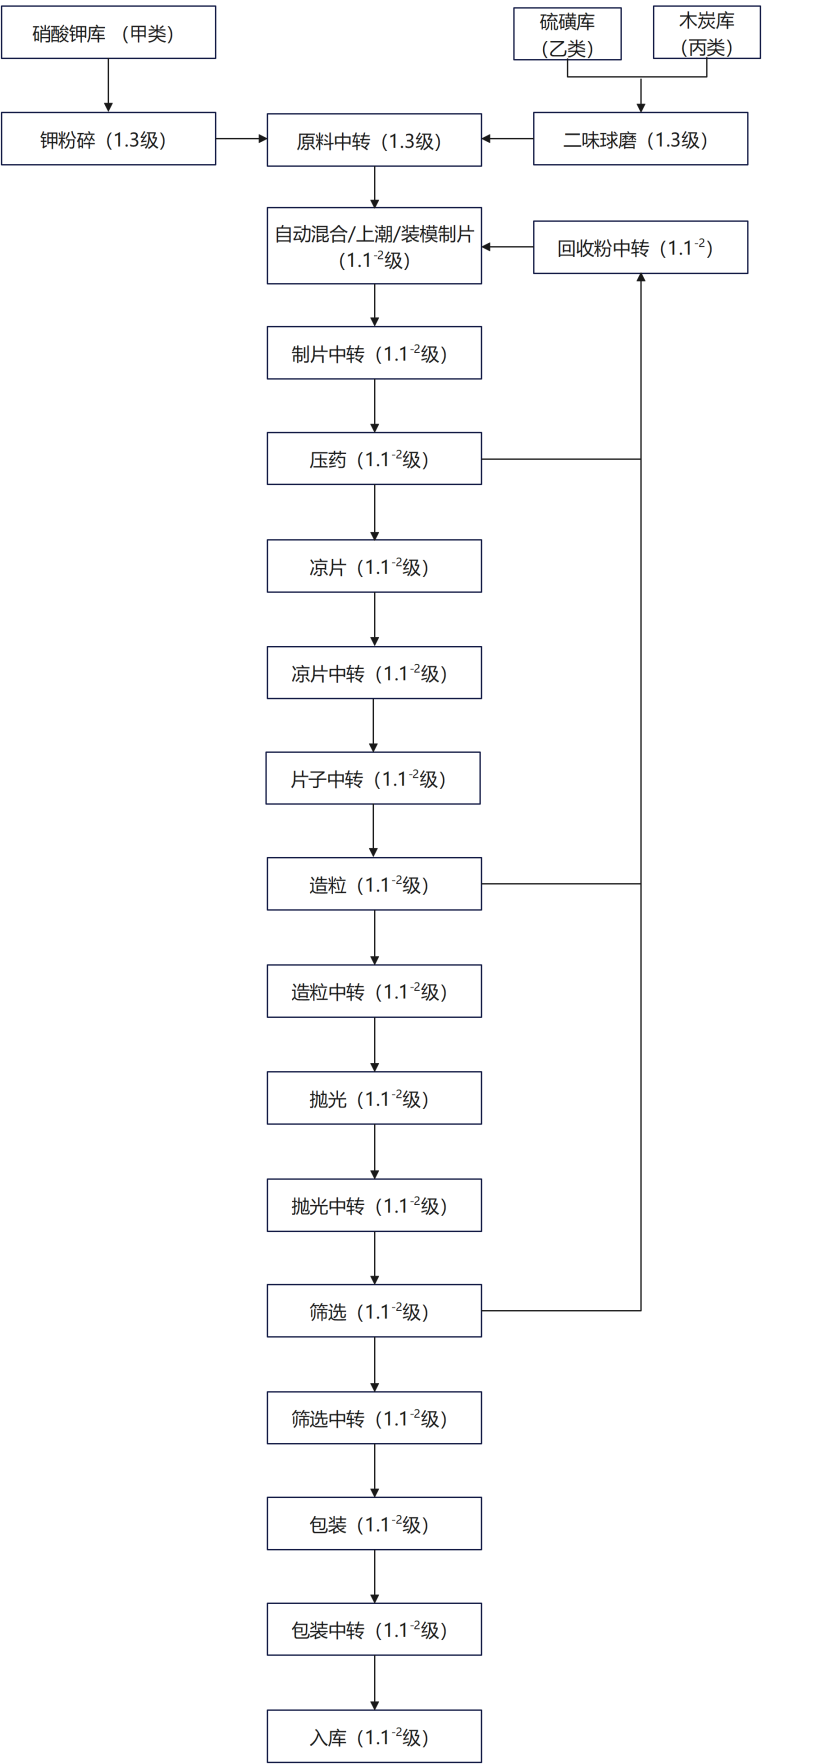 硝酸钾库 （甲类）
硫磺库
（乙类）
木炭库
（丙类）
钾粉碎（1.3级）
原料中转（1.3级）
二味球磨（1.3级）
自动混合/上潮/装模制片
（1.1⁻²级）
回收粉中转（1.1⁻²）
制片中转（1.1⁻²级）
压药（1.1⁻²级）
凉片（1.1⁻²级）
凉片中转（1.1⁻²级）
片子中转（1.1⁻²级）
造粒（1.1⁻²级）
造粒中转（1.1⁻²级）
抛光（1.1⁻²级）
抛光中转（1.1⁻²级）
筛选（1.1⁻²级）
筛选中转（1.1⁻²级）
包装（1.1⁻²级）
包装中转（1.1⁻²级）
入库（1.1⁻²级）